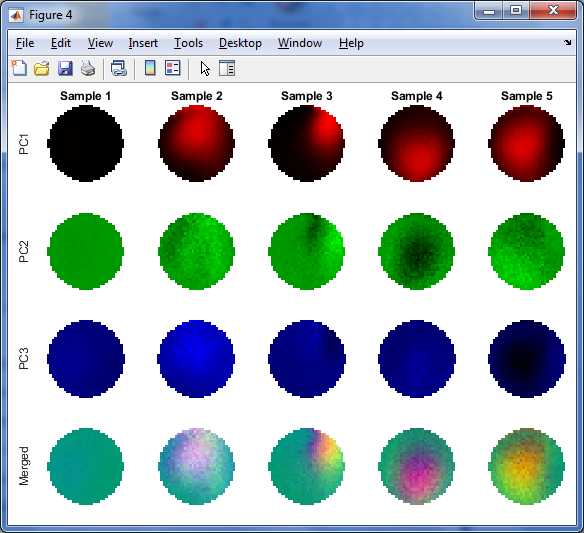 Figure 4
File Edit View Insert Tools Desktop Window Help
Sample 1 Sample 2 Sample 3 Sample 4 Sample 5
PC1
PC2
PC3
Merged